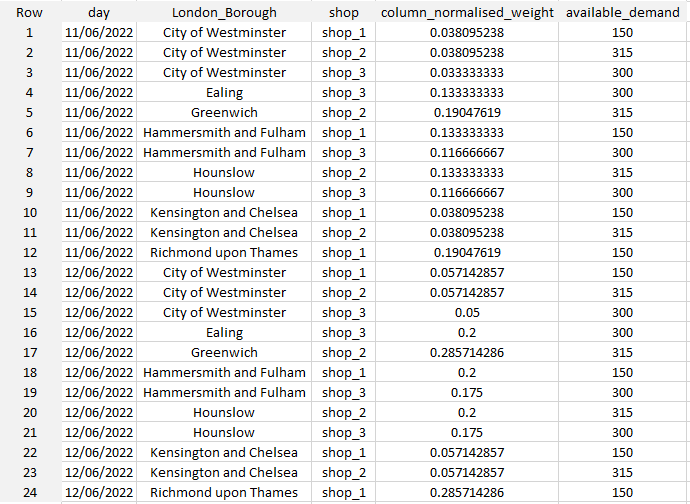 Row day London_Borough shop column_normalised_weight available_demand
1 11/06/2022 City of Westminster shop_1 0.038095238 150
2 11/06/2022 City of Westminster shop_2 0.038095238 315
3 11/06/2022 City of Westminster shop_3 0.033333333 300
4 11/06/2022 Ealing shop_3 0.133333333 300
5 11/06/2022 Greenwich shop_2 0.19047619 315
6 11/06/2022 Hammersmith and Fulham shop_1 0.133333333 150
7 11/06/2022 Hammersmith and Fulham shop_3 0.116666667 300
8 11/06/2022 Hounslow shop_2 0.133333333 315
9 11/06/2022 Hounslow shop_3 0.116666667 300
10 11/06/2022 Kensington and Chelsea shop_1 0.038095238 150
11 11/06/2022 Kensington and Chelsea shop_2 0.038095238 315
12 11/06/2022 Richmond upon Thames shop_1 0.19047619 150
13 12/06/2022 City of Westminster shop_1 0.057142857 150
14 12/06/2022 City of Westminster shop_2 0.057142857 315
15 12/06/2022 City of Westminster shop_3 0.05 300
16 12/06/2022 Ealing shop_3 0.2 300
17 12/06/2022 Greenwich shop_2 0.285714286 315
18 12/06/2022 Hammersmith and Fulham shop_1 0.2 150
19 12/06/2022 Hammersmith and Fulham shop_3 0.175 300
20 12/06/2022 Hounslow shop_2 0.2 315
21 12/06/2022 Hounslow shop_3 0.175 300
22 12/06/2022 Kensington and Chelsea shop_1 0.057142857 150
23 12/06/2022 Kensington and Chelsea shop_2 0.057142857 315
24 12/06/2022 Richmond upon Thames shop_1 0.285714286 150